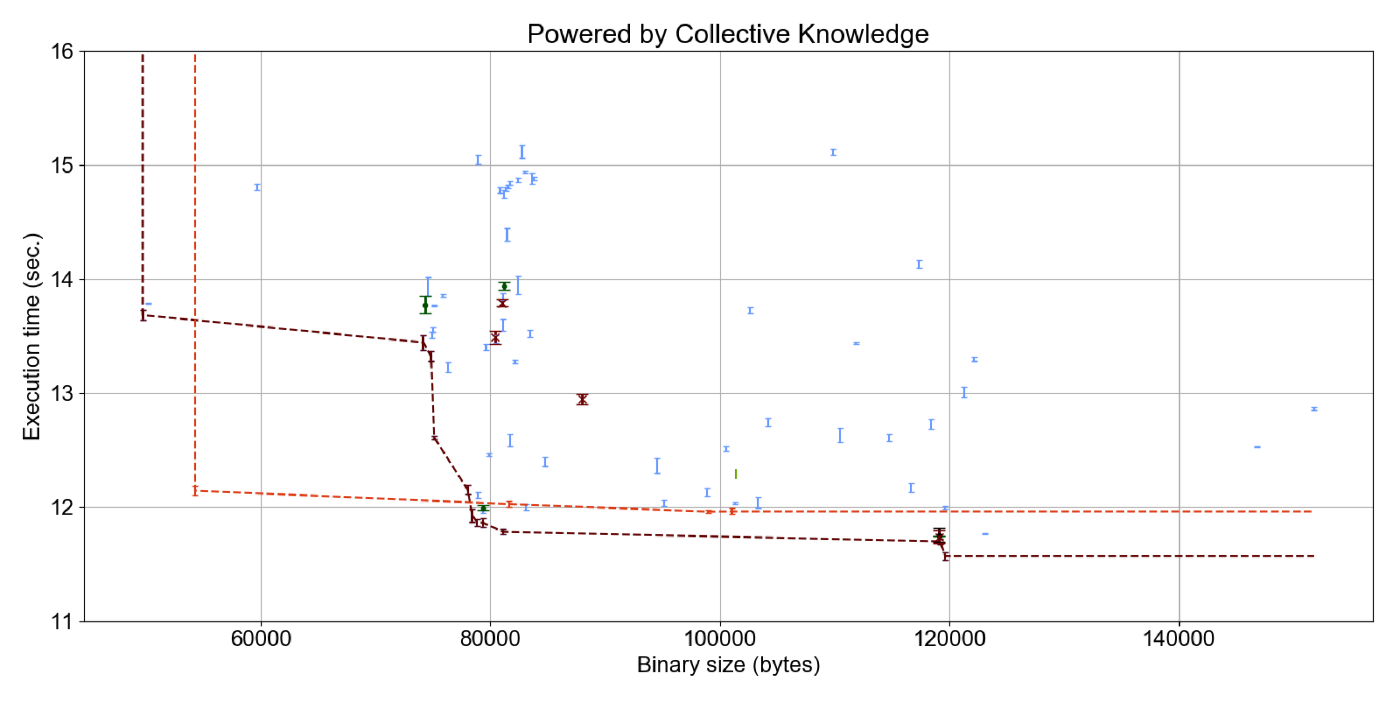 Powered by Collective Knowledge
16
15
14
13
12
11
Execution time (sec.)
60000 80000 100000 120000 140000
Binary size (bytes)